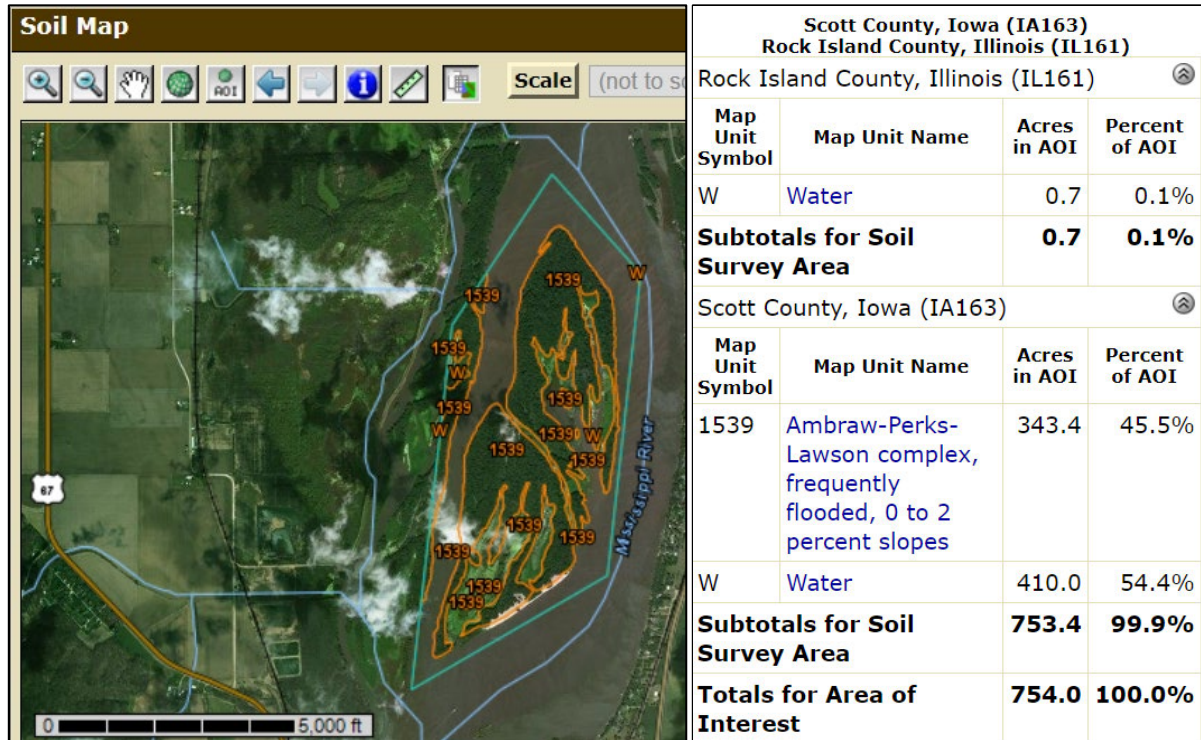 Soil Map
AOI
Scale
(not to sc
1539
W
1539
1539
W
1539
1539
W
1539
W
1539
1539
1539
1539
1539
1539
1539
Mississippi River
67
0
5,000 ft
Scott County, Iowa (IA163)
Rock Island County, Illinois (IL161)
Rock Island County, Illinois (IL161)
Map Unit Symbol Map Unit Name Acres in AOI Percent of AOI
W Water 0.7 0.1%
Subtotals for Soil Survey Area 0.7 0.1%
Scott County, Iowa (IA163)
Map Unit Symbol Map Unit Name Acres in AOI Percent of AOI
1539 Ambraw-Perks- 343.4 45.5%
Lawson complex,
frequently
flooded, 0 to 2
percent slopes
W Water 410.0 54.4%
Subtotals for Soil Survey Area 753.4 99.9%
Totals for Area of Interest 754.0 100.0%